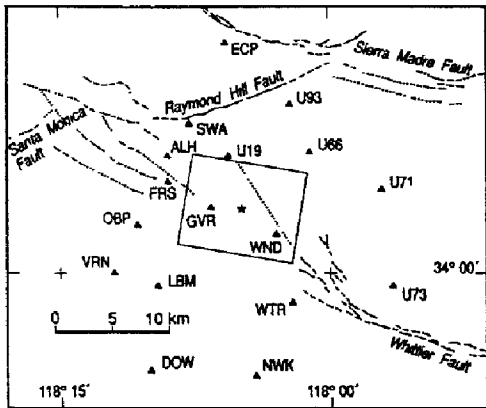 ECP
Sierra Madre Fault
Raymond Hill Fault
U93
SWA
Santa Monica
Fault
ALH
U19
U66
FRS
U71
GVR
OBP
WND
VRN
34° 00'
LBM
U73
WTR
0 5 10 km
Whittier Fault
DOW
NWK
118° 15'
118° 00'